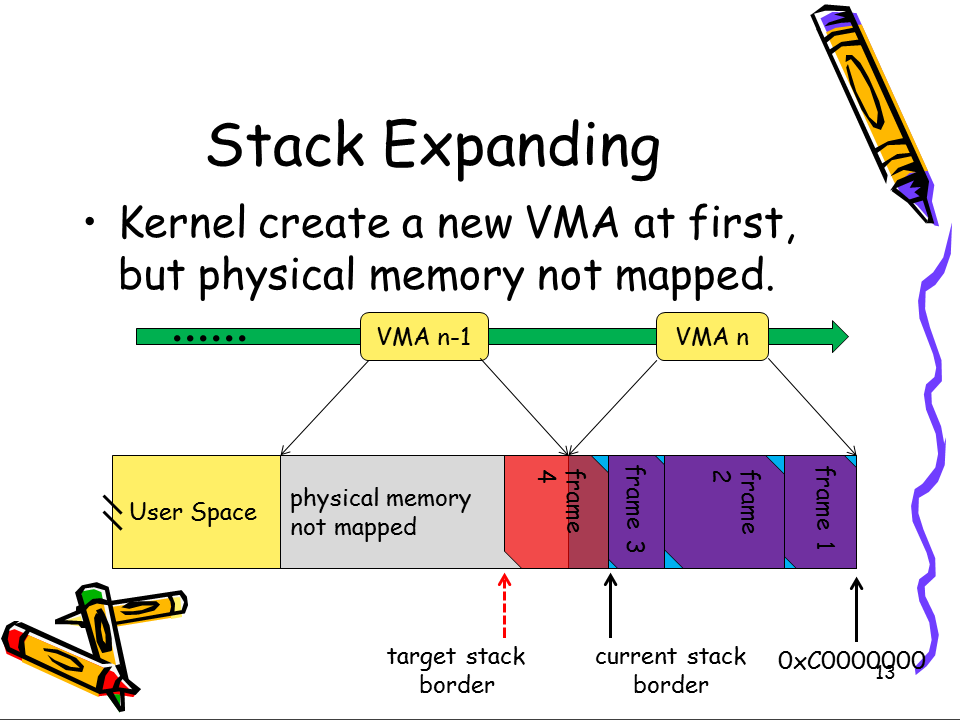 Stack Expanding
• Kernel create a new VMA at first,
but physical memory not mapped.
......
VMA n-1
VMA n
User Space
physical memory
not mapped
frame
4
frame 3
frame
2
frame 1
target stack
border
current stack
border
0xC0000000
13